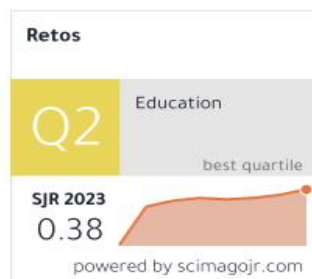 Retos
Q2
Education
best quartile
SJR 2023
0.38
powered by scimagojr.com